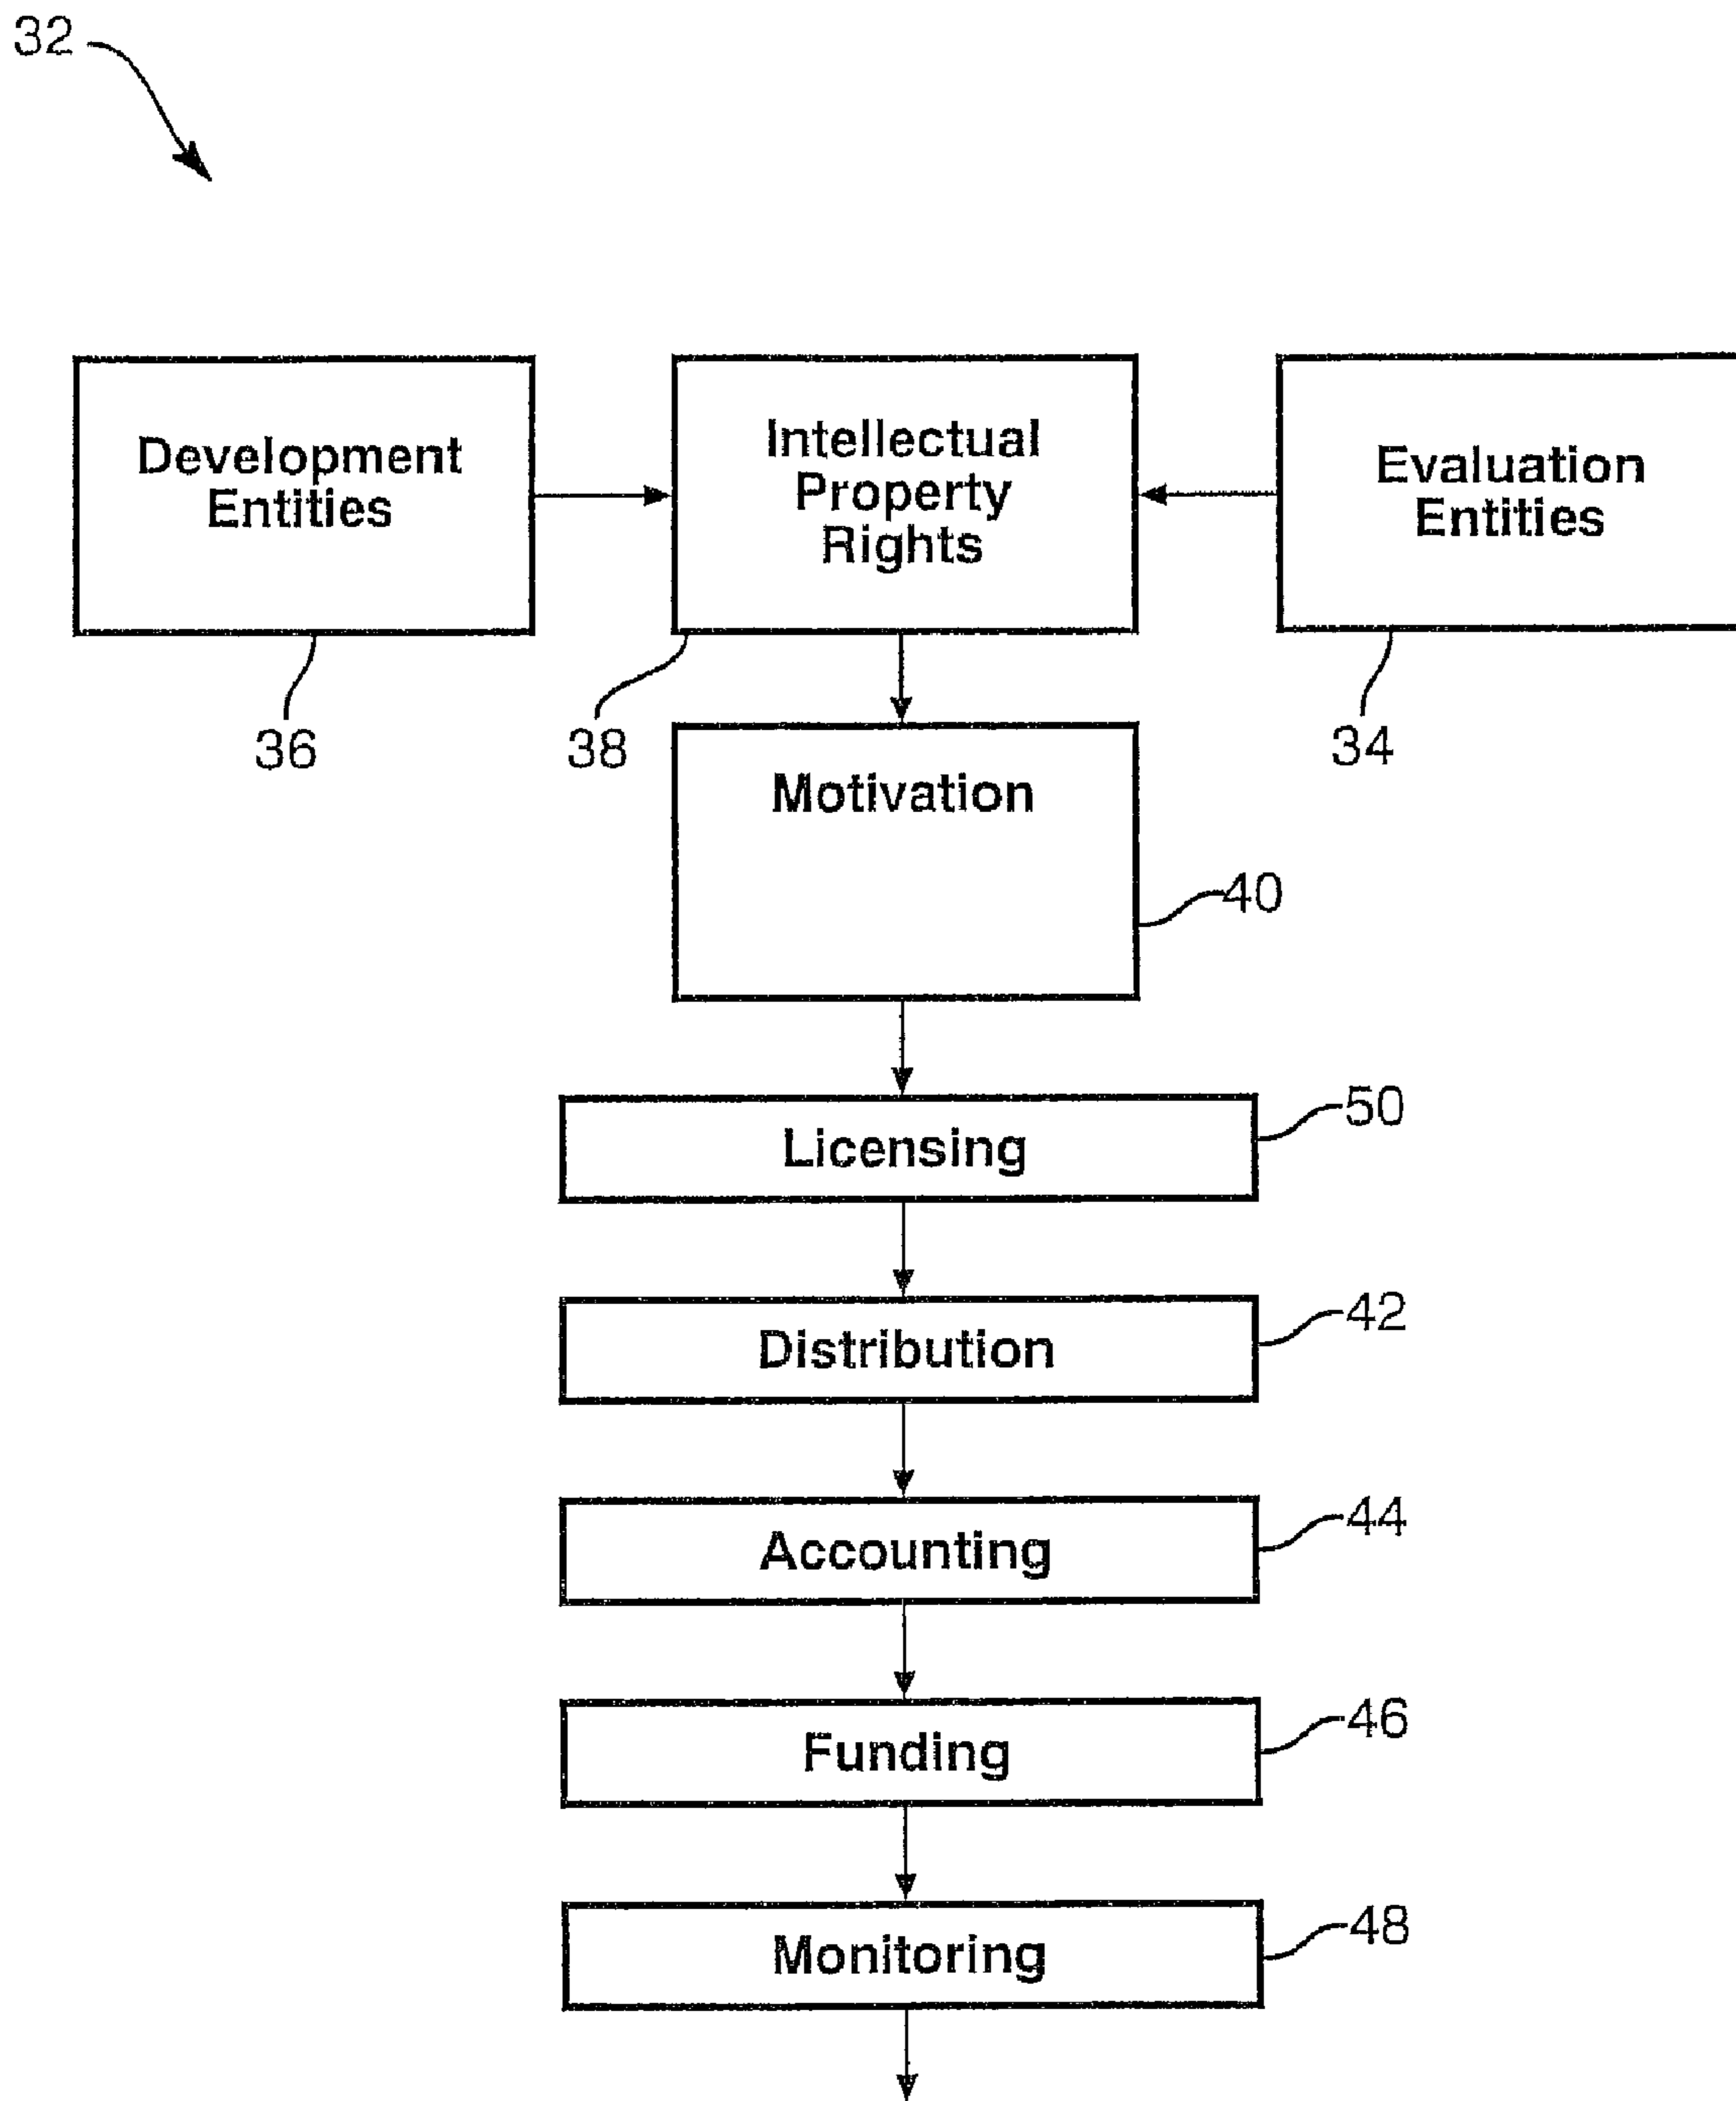 32
Development
Entities
Intellectual
Property
Rights
Evaluation
Entities
36
38
34
Motivation
40
Licensing
50
Distribution
42
Accounting
44
Funding
46
Monitoring
48